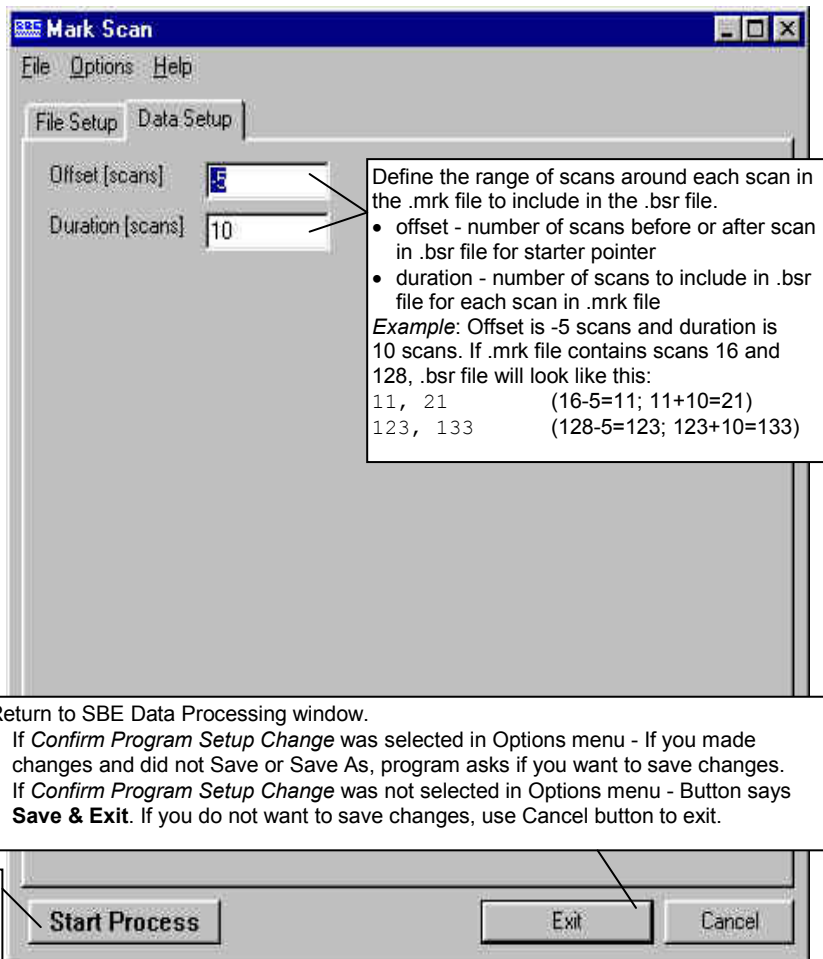 SBE Mark Scan
File Options Help
File Setup Data Setup
Offset [scans] -5
Duration [scans] 10
Define the range of scans around each scan in
the .mrk file to include in the .bsr file.
• offset - number of scans before or after scan
in .bsr file for starter pointer
• duration - number of scans to include in .bsr
file for each scan in .mrk file
Example: Offset is -5 scans and duration is
10 scans. If .mrk file contains scans 16 and
128, .bsr file will look like this:
11, 21 (16-5=11; 11+10=21)
123, 133 (128-5=123; 123+10=133)
Return to SBE Data Processing window.
If Confirm Program Setup Change was selected in Options menu - If you made
changes and did not Save or Save As, program asks if you want to save changes.
If Confirm Program Setup Change was not selected in Options menu - Button says
Save & Exit. If you do not want to save changes, use Cancel button to exit.
Start Process Exit Cancel